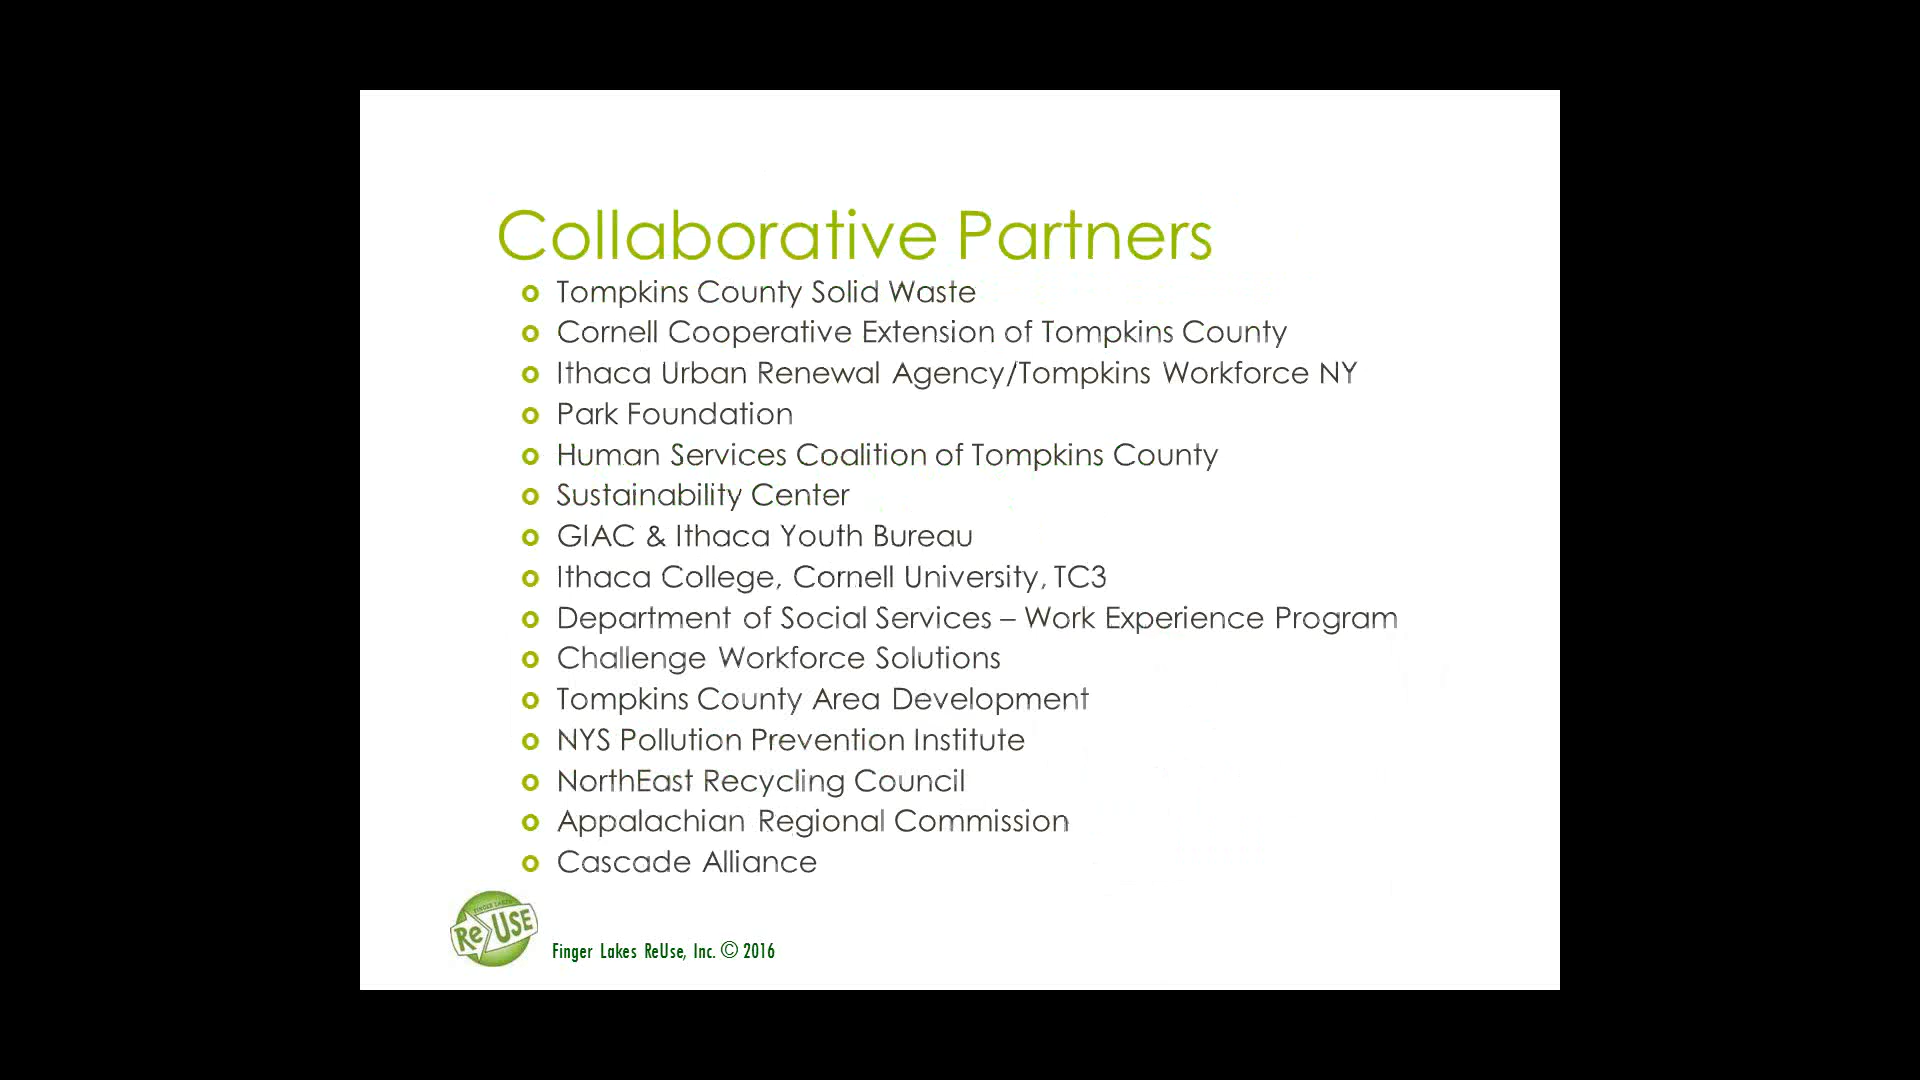 Collaborative Partners
Tompkins County Solid Waste
Cornell Cooperative Extension of Tompkins County
Ithaca Urban Renewal Agency/Tompkins Workforce NY
Park Foundation
Human Services Coalition of Tompkins County
Sustainability Center
GIAC & Ithaca Youth Bureau
Ithaca College, Cornell University, TC3
Department of Social Services – Work Experience Program
Challenge Workforce Solutions
Tompkins County Area Development
NYS Pollution Prevention Institute
NorthEast Recycling Council
Appalachian Regional Commission
Cascade Alliance
FINGER LAKES
ReUSE
Finger Lakes ReUse, Inc. © 2016